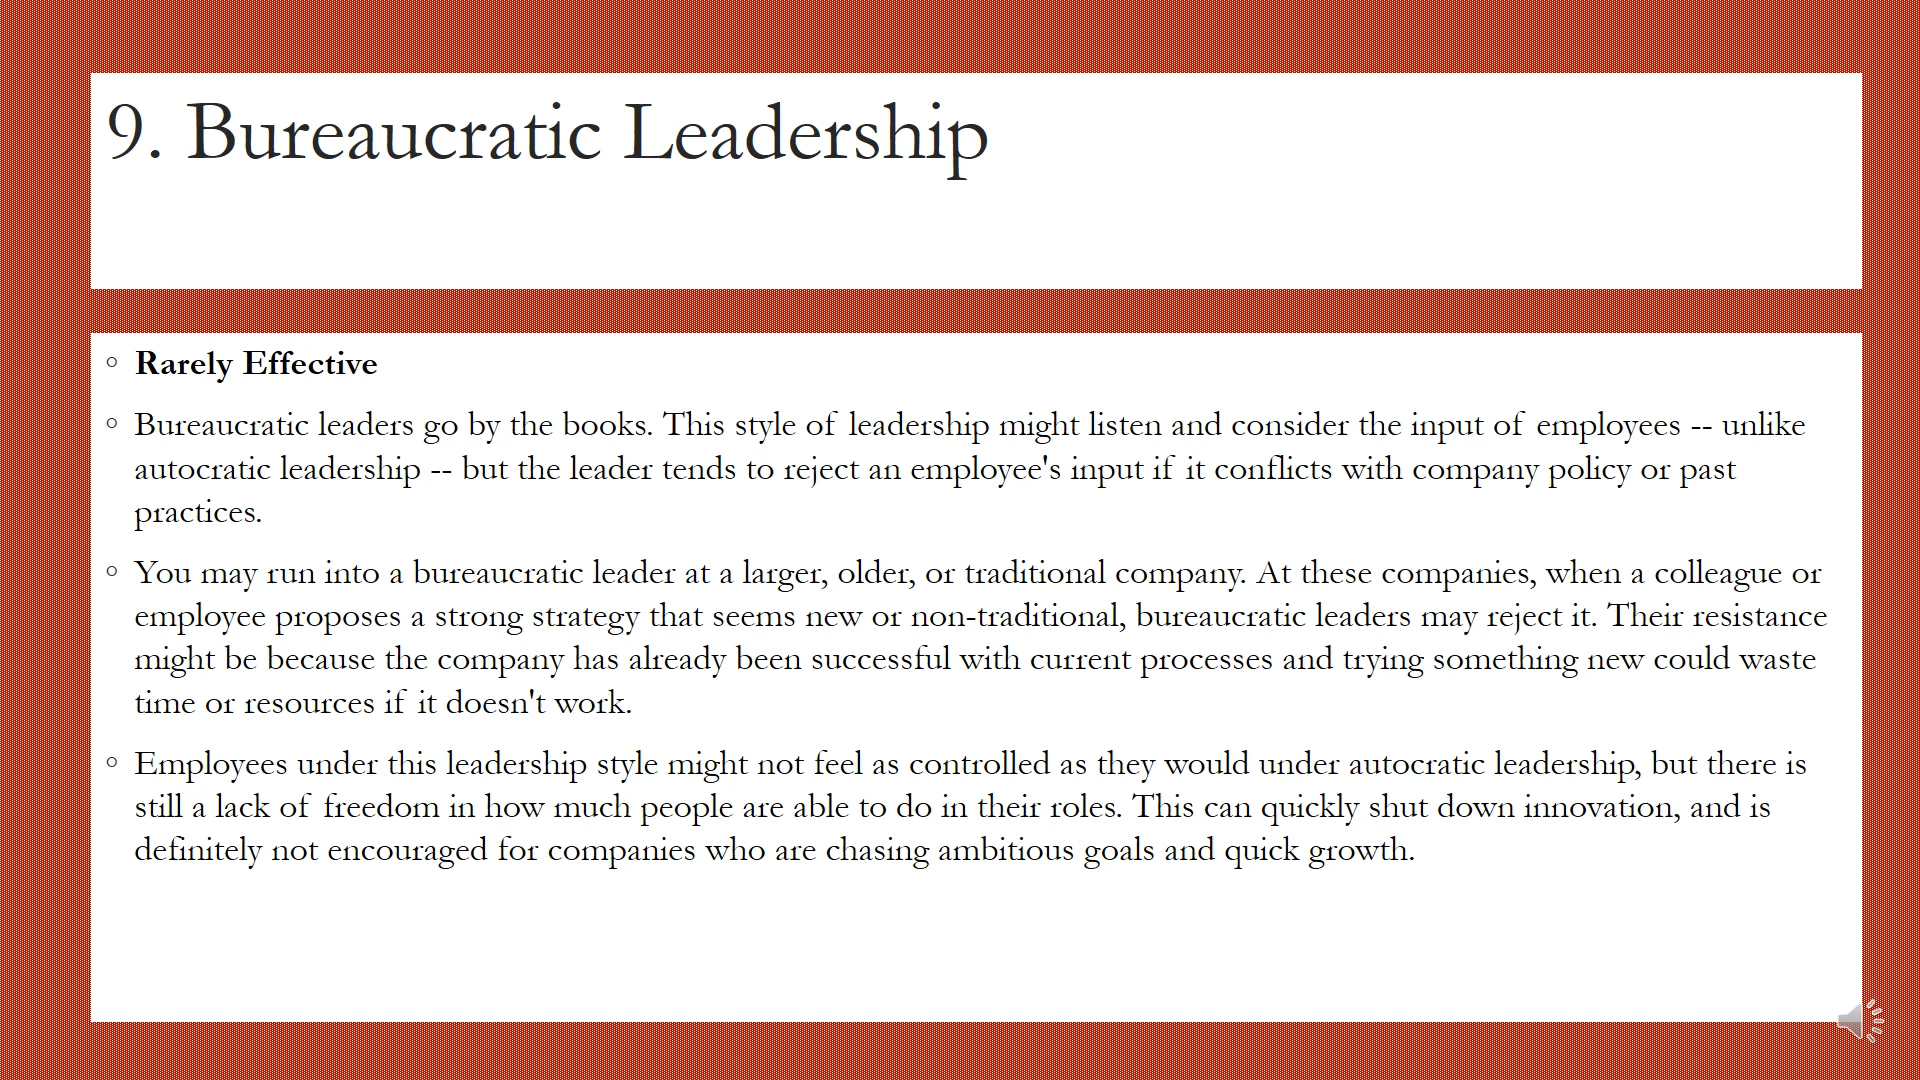 9. Bureaucratic Leadership
◦ Rarely Effective
◦ Bureaucratic leaders go by the books. This style of leadership might listen and consider the input of employees -- unlike
autocratic leadership -- but the leader tends to reject an employee's input if it conflicts with company policy or past
practices.
◦ You may run into a bureaucratic leader at a larger, older, or traditional company. At these companies, when a colleague or
employee proposes a strong strategy that seems new or non-traditional, bureaucratic leaders may reject it. Their resistance
might be because the company has already been successful with current processes and trying something new could waste
time or resources if it doesn't work.
◦ Employees under this leadership style might not feel as controlled as they would under autocratic leadership, but there is
still a lack of freedom in how much people are able to do in their roles. This can quickly shut down innovation, and is
definitely not encouraged for companies who are chasing ambitious goals and quick growth.